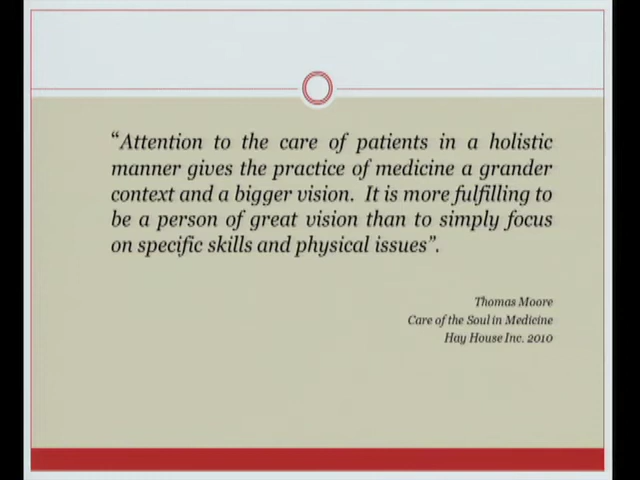 “Attention to the care of patients in a holistic
manner gives the practice of medicine a grander
context and a bigger vision. It is more fulfilling to
be a person of great vision than to simply focus
on specific skills and physical issues”.
Thomas Moore
Care of the Soul in Medicine
Hay House Inc. 2010